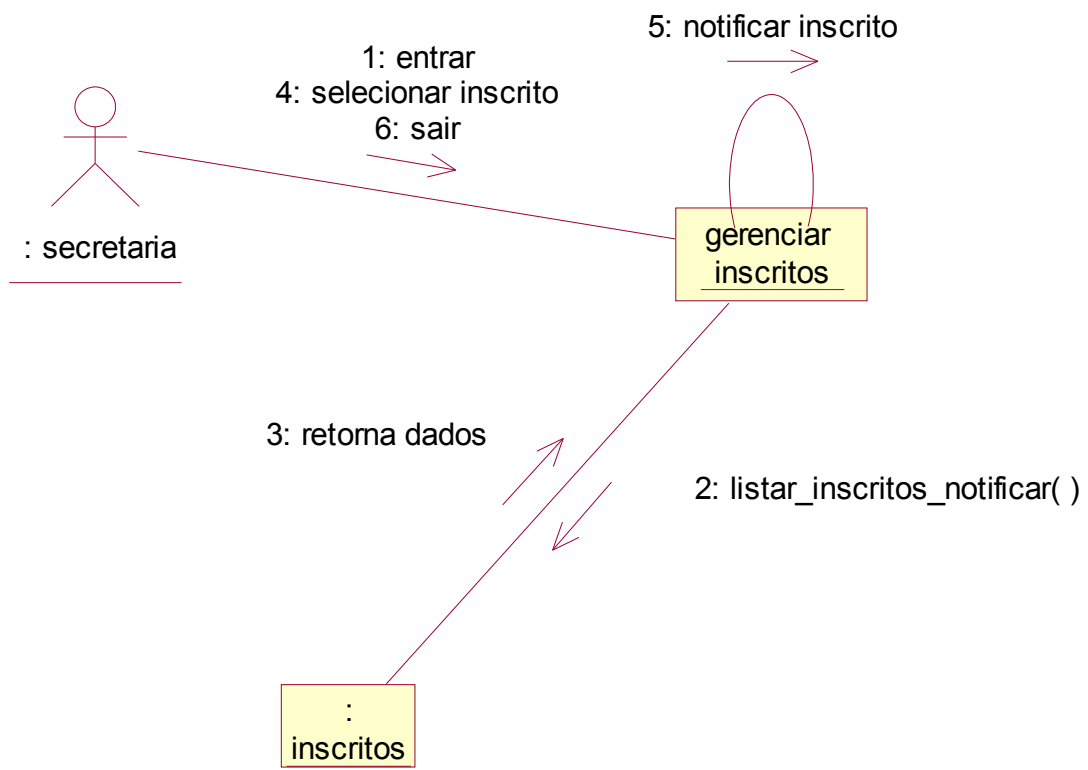 5: notificar inscrito
1: entrar
4: selecionar inscrito
6: sair
: secretaria
gerenciar
inscritos
3: retorna dados
2: listar_inscritos_notificar( )
:
inscritos